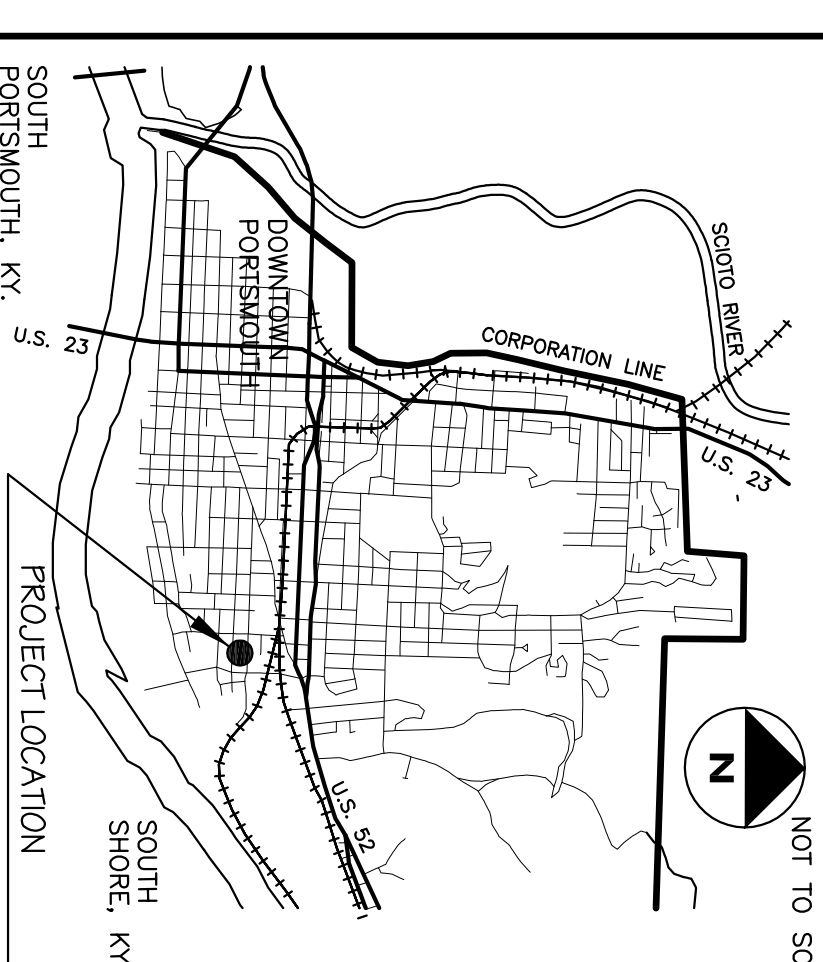 NOT TO SC
N
SCIOTO RIVER
U.S. 23
CORPORATION LINE
DOWNTOWN
PORTSMOUTH
U.S. 52
SOUTH
PORTSMOUTH, KY.
U.S. 23
PROJECT LOCATION
SOUTH
SHORE, KY